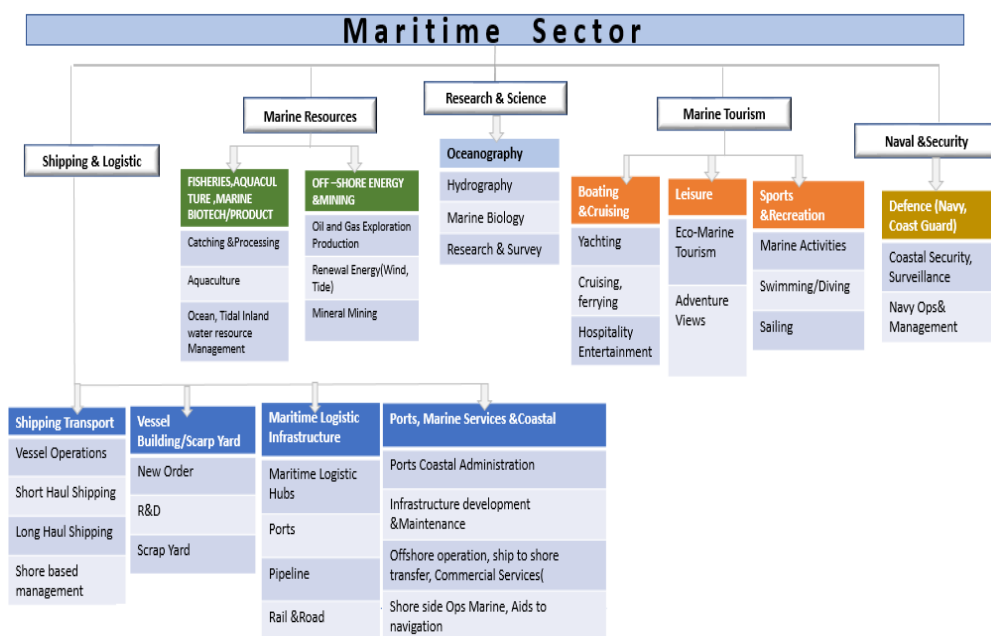 Maritime Sector
Research & Science
Marine Resources
Marine Tourism
Naval &Security
Shipping & Logistic
FISHERIES,AQUACUL
TURE ,MARINE
BIOTECH/PRODUCT
Catching &Processing
Aquaculture
Ocean, Tidal Inland
water resource
Management
OFF –SHORE ENERGY
&MINING
Oil and Gas Exploration
Production
Renewal Energy(Wind,
Tide)
Mineral Mining
Oceanography
Hydrography
Marine Biology
Research & Survey
Boating
&Cruising
Yachting
Cruising,
ferrying
Hospitality
Entertainment
Leisure
Eco-Marine
Tourism
Adventure
Views
Sports
&Recreation
Marine Activities
Swimming/Diving
Sailing
Defence (Navy,
Coast Guard)
Coastal Security,
Surveillance
Navy Ops&
Management
Shipping Transport
Vessel Operations
Short Haul Shipping
Long Haul Shipping
Shore based
management
Vessel
Building/Scarp Yard
New Order
R&D
Scrap Yard
Maritime Logistic
Infrastructure
Maritime Logistic
Hubs
Ports
Pipeline
Rail &Road
Ports, Marine Services &Coastal
Ports Coastal Administration
Infrastructure development
&Maintenance
Offshore operation, ship to shore
transfer, Commercial Services(
Shore side Ops Marine, Aids to
navigation